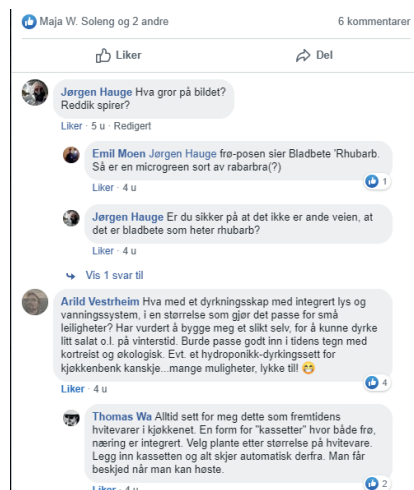 Maja W. Soleng og 2 andre 6 kommentarer
Liker Del
Jørgen Hauge Hva gror på bildet?
Reddik spirer?
Liker · 5 u · Redigert
Emil Moen Jørgen Hauge frø-posen sier Bladbete 'Rhubarb.
Så er en microgreen sort av rabarbra(?)
1
Liker · 4 u
Jørgen Hauge Er du sikker på at det ikke er ande veien, at
det er bladbete som heter rhubarb?
Liker · 4 u
Vis 1 svar til
Arild Vestrheim Hva med et dyrkningsskap med integrert lys og
vanningssystem, i en størrelse som gjør det passe for små
leiligheter? Har vurdert å bygge meg et slikt selv, for å kunne dyrke
litt salat o.l. på vinterstid. Burde passe godt inn i tidens tegn med
kortreist og økologisk. Evt. et hydroponikk-dyrkingssett for
kjøkkenbenk kanskje...mange muligheter, lykke til! 😁
4
Liker · 4 u
Thomas Wa Alltid sett for meg dette som fremtidens
hvitevarer i kjøkkenet. En form for "kassetter" hvor både frø,
næring er integrert. Velg plante etter størrelse på hvitevare.
Legg inn kassetten og alt skjer automatisk derfra. Man får
beskjed når man kan høste.
2
Liker · 4 u